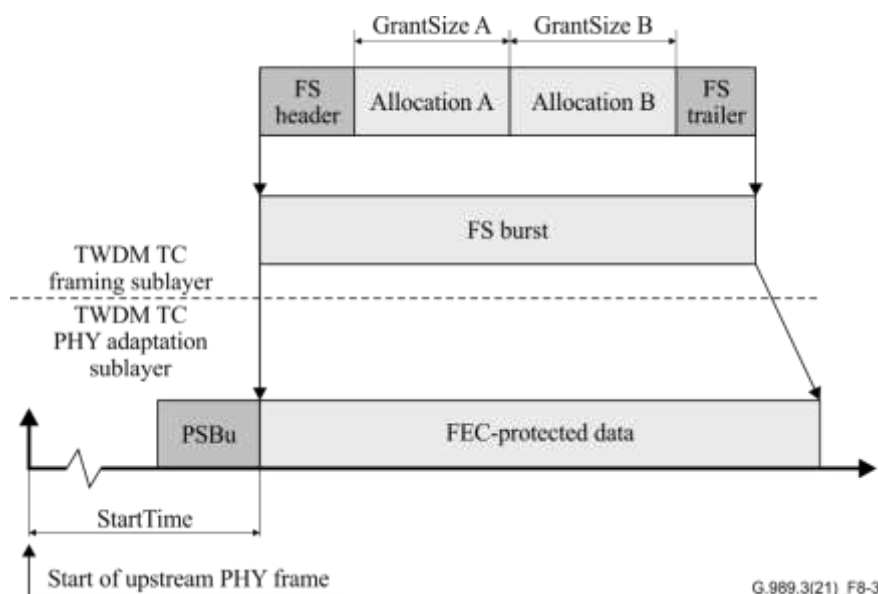 GrantSize A
GrantSize B
FS
header
Allocation A
Allocation B
FS
trailer
FS burst
TWDM TC
framing sublayer
TWDM TC
PHY adaptation
sublayer
PSBu
FEC-protected data
StartTime
Start of upstream PHY frame
G.989.3(21)_F8-3